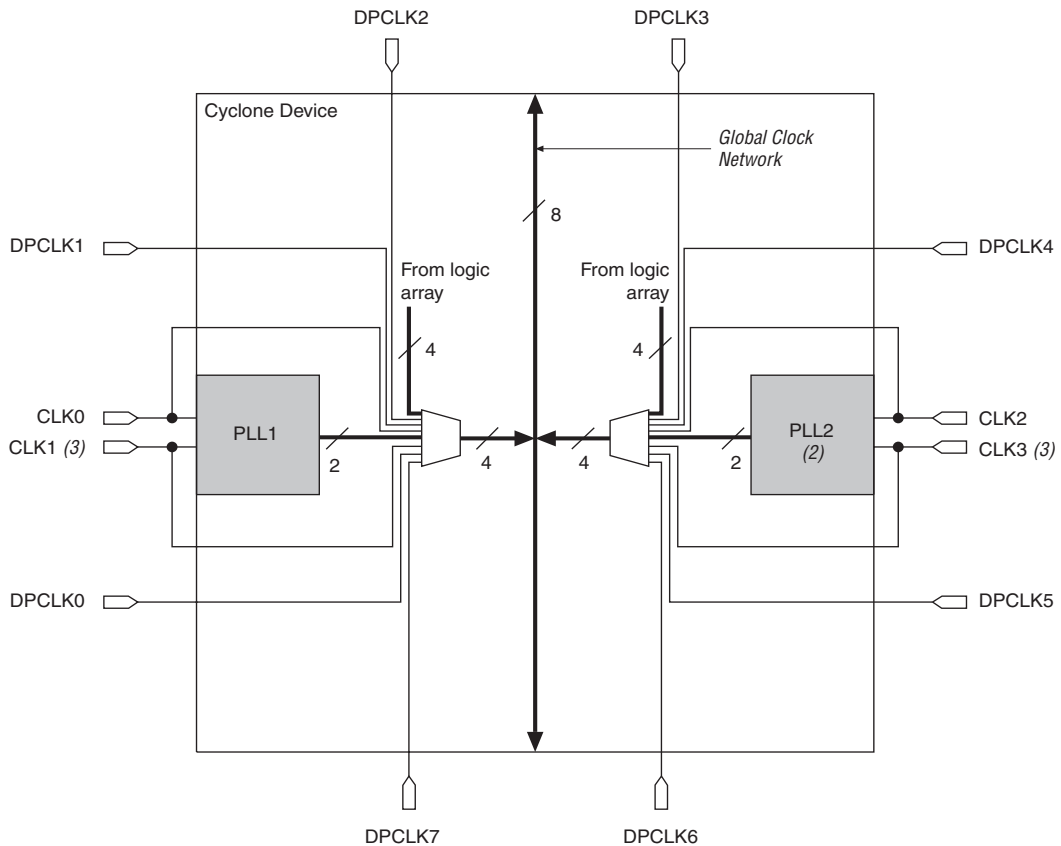 DPCLK2
DPCLK3
Cyclone Device
Global Clock
Network
8
DPCLK1
DPCLK4
From logic
array
From logic
array
4
4
CLK0
CLK2
PLL1
PLL2
(2)
CLK1 (3)
CLK3 (3)
2
4
4
2
DPCLK0
DPCLK5
DPCLK7
DPCLK6